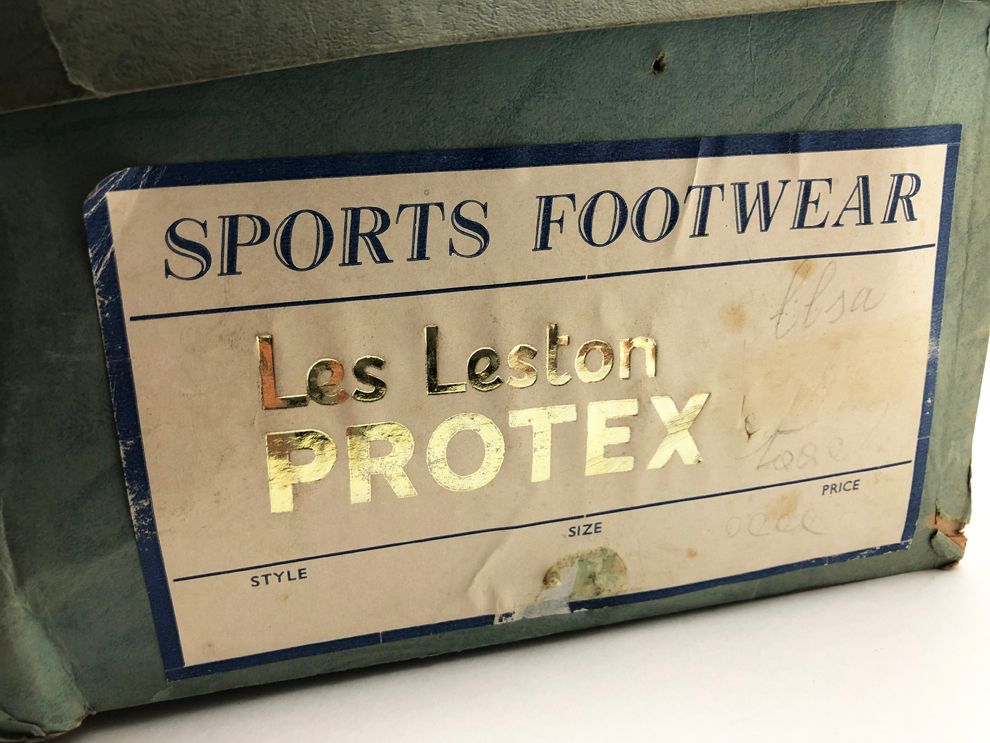 SPORTS FOOTWEAR
Les Leston
PROTEX
STYLE SIZE PRICE